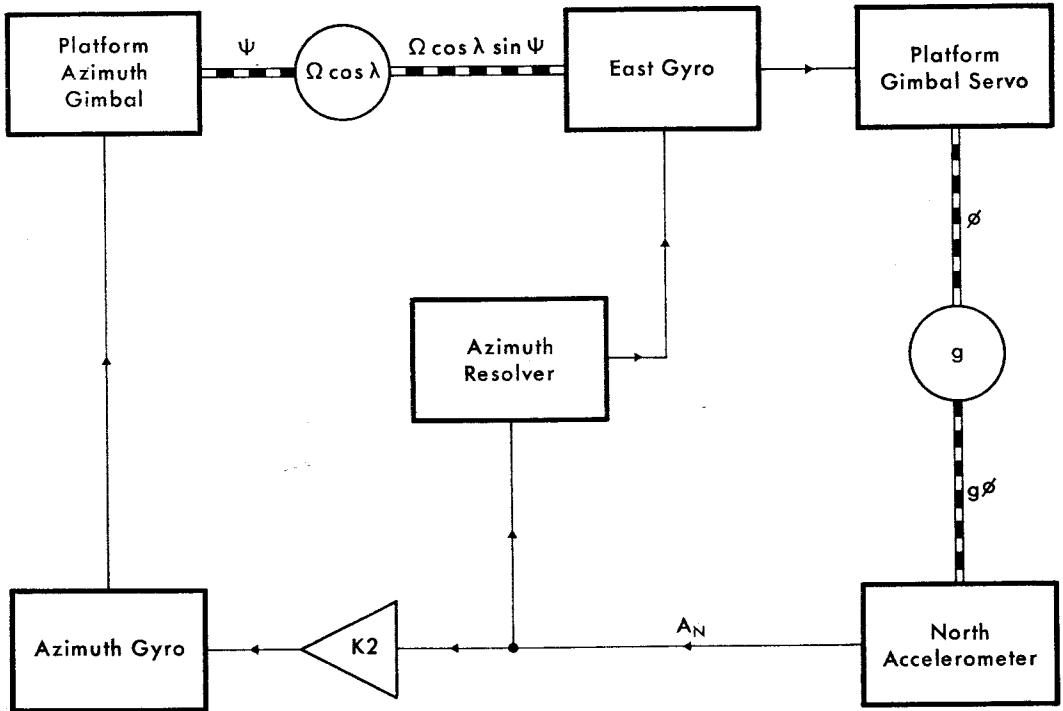 Platform
Azimuth
Gimbal
Ψ
Ω cos λ
Ω cos λ sin Ψ
East Gyro
Platform
Gimbal Servo
ø
g
gø
Azimuth
Resolver
Azimuth Gyro
K2
A_N
North
Accelerometer